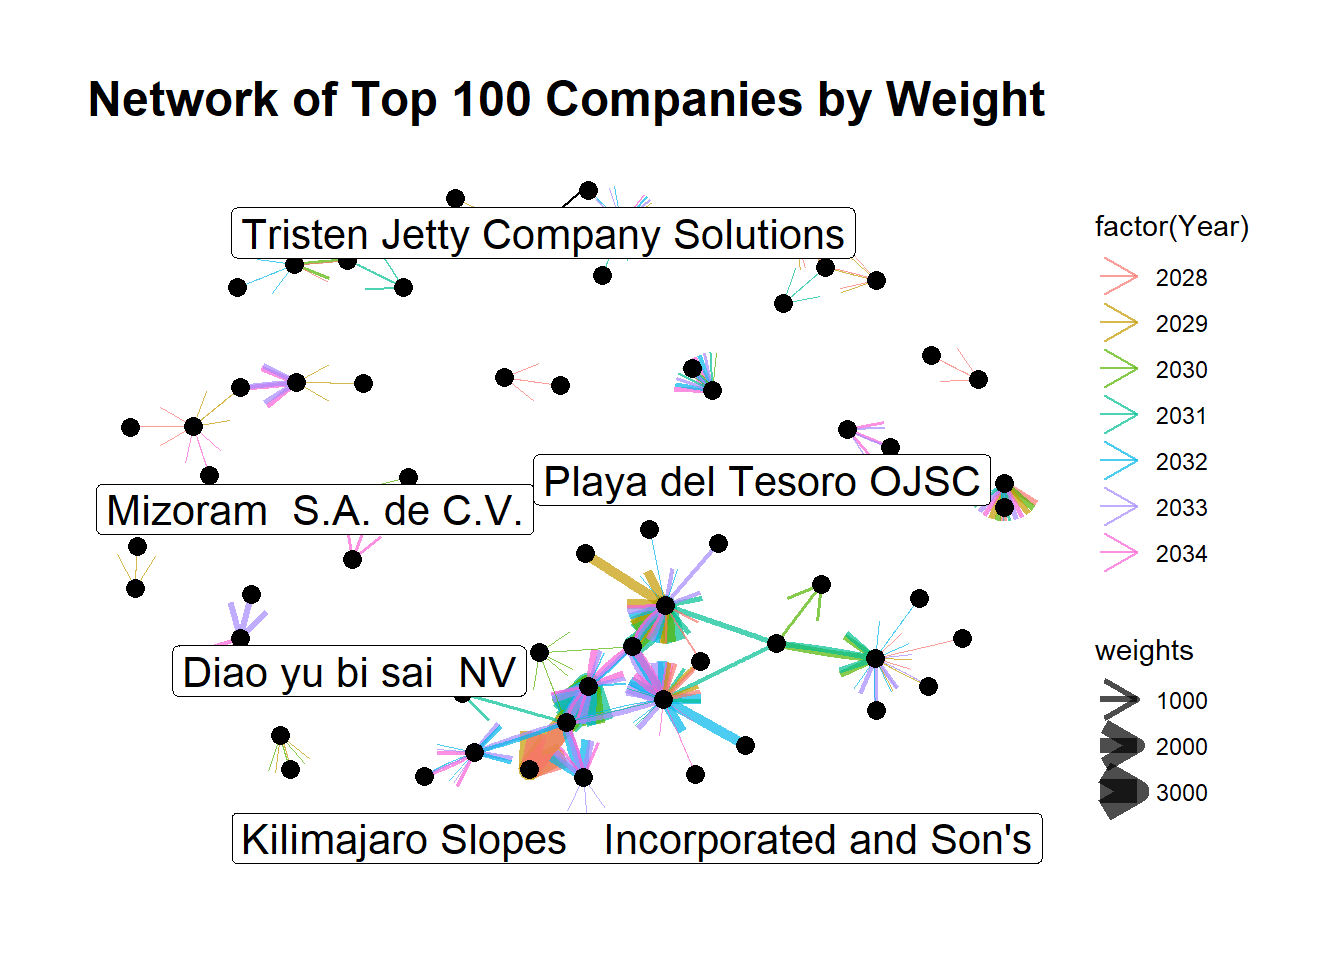 Network of Top 100 Companies by Weight
Tristen Jetty Company Solutions
Playa del Tesoro OJSC
Mizoram  S.A. de C.V.
Diao yu bi sai  NV
Kilimajaro Slopes   Incorporated and Son's
factor(Year)
2028
2029
2030
2031
2032
2033
2034
weights
1000
2000
3000